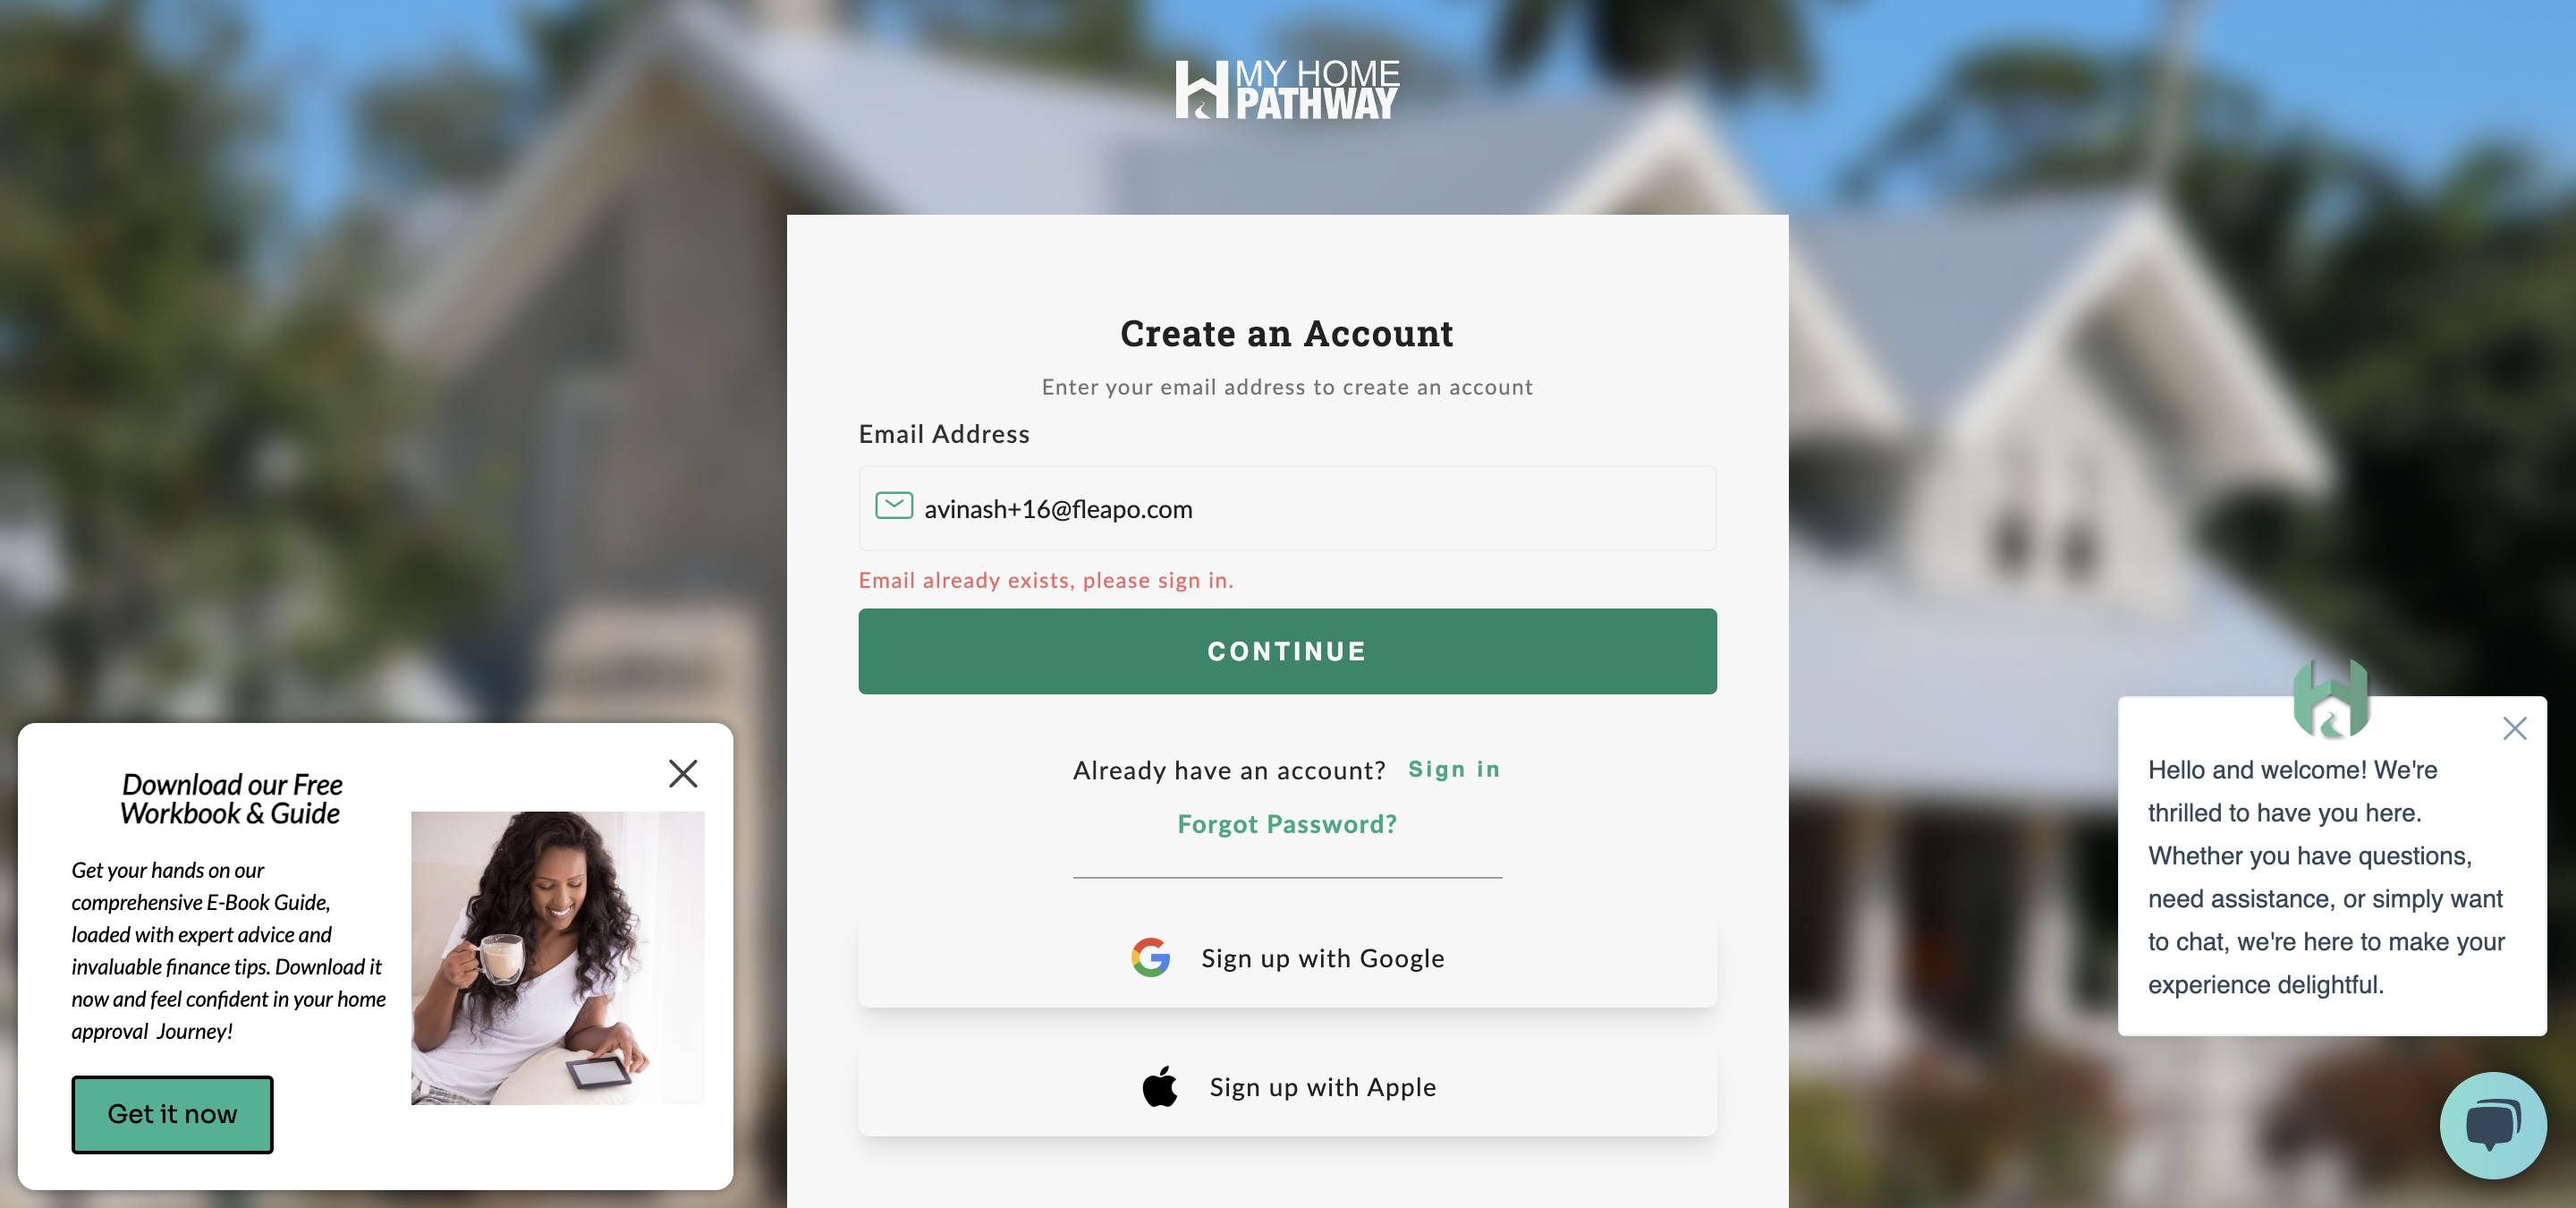 MY HOME
PATHWAY
Create an Account
Enter your email address to create an account
Email Address
avinash+16@fleapo.com
Email already exists, please sign in.
CONTINUE
Already have an account? Sign in
Forgot Password?
Sign up with Google
Sign up with Apple
Download our Free
Workbook & Guide
Get your hands on our
comprehensive E-Book Guide,
loaded with expert advice and
invaluable finance tips. Download it
now and feel confident in your home
approval Journey!
Get it now
Hello and welcome! We're
thrilled to have you here.
Whether you have questions,
need assistance, or simply want
to chat, we're here to make your
experience delightful.